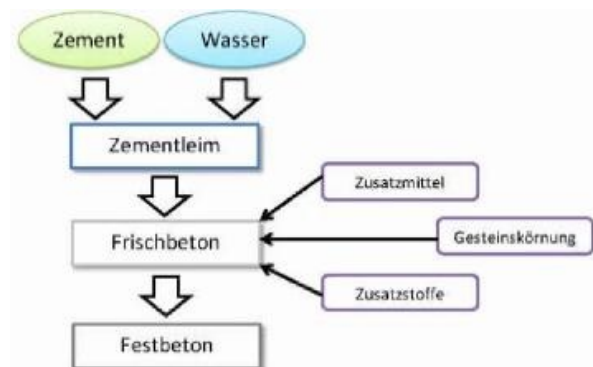 Zement
Wasser
Zementleim
Zusatzmittel
Frischbeton
Gesteinskörnung
Zusatzstoffe
Festbeton